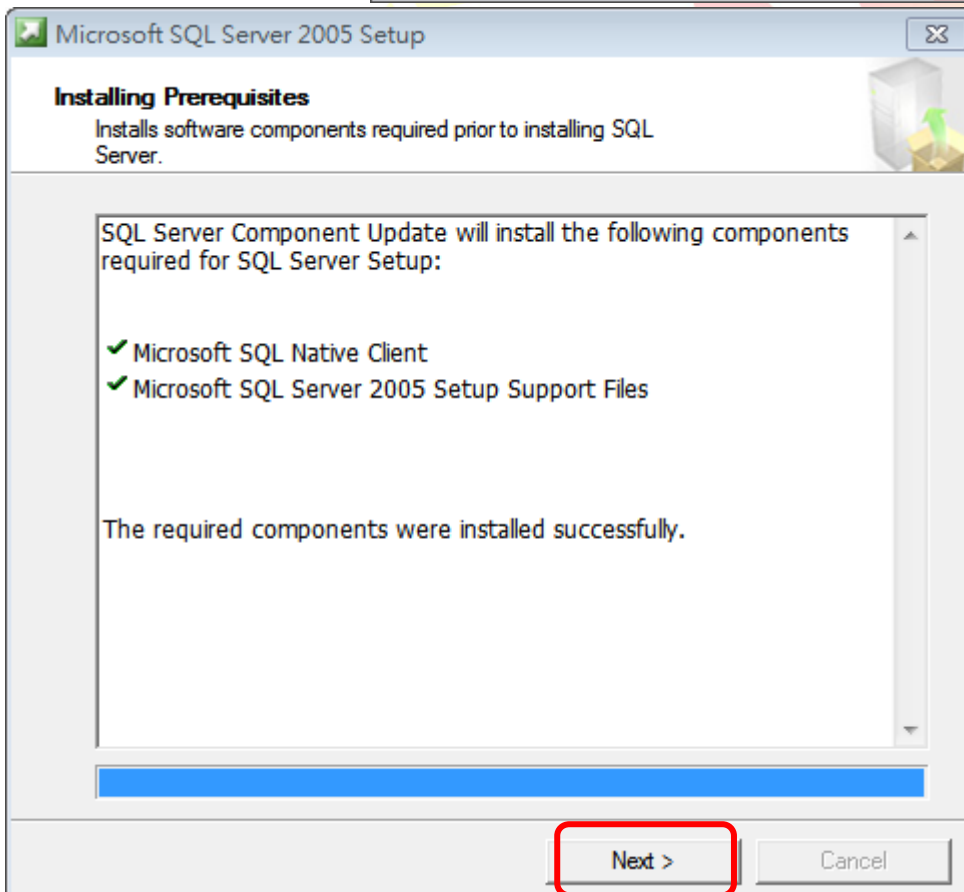 Microsoft SQL Server 2005 Setup
Installing Prerequisites
Installs software components required prior to installing SQL
Server.
SQL Server Component Update will install the following components
required for SQL Server Setup:
Microsoft SQL Native Client
Microsoft SQL Server 2005 Setup Support Files
The required components were installed successfully.
Next >
Cancel